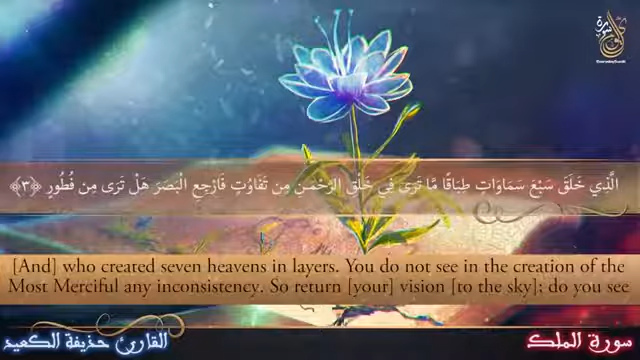 الَّذِي خَلَقَ سَبْعَ سَمَاوَاتٍ طِبَاقًا مَّا تَرَىٰ فِي خَلْقِ الرَّحْمَٰنِ مِن تَفَاوُتٍ فَارْجِعِ الْبَصَرَ هَلْ تَرَىٰ مِن فُطُورٍ ﴿٣﴾
[And] who created seven heavens in layers. You do not see in the creation of the
Most Merciful any inconsistency. So return [your] vision [to the sky]; do you see
القارئ حذيفة الكعيد
سورة الملك